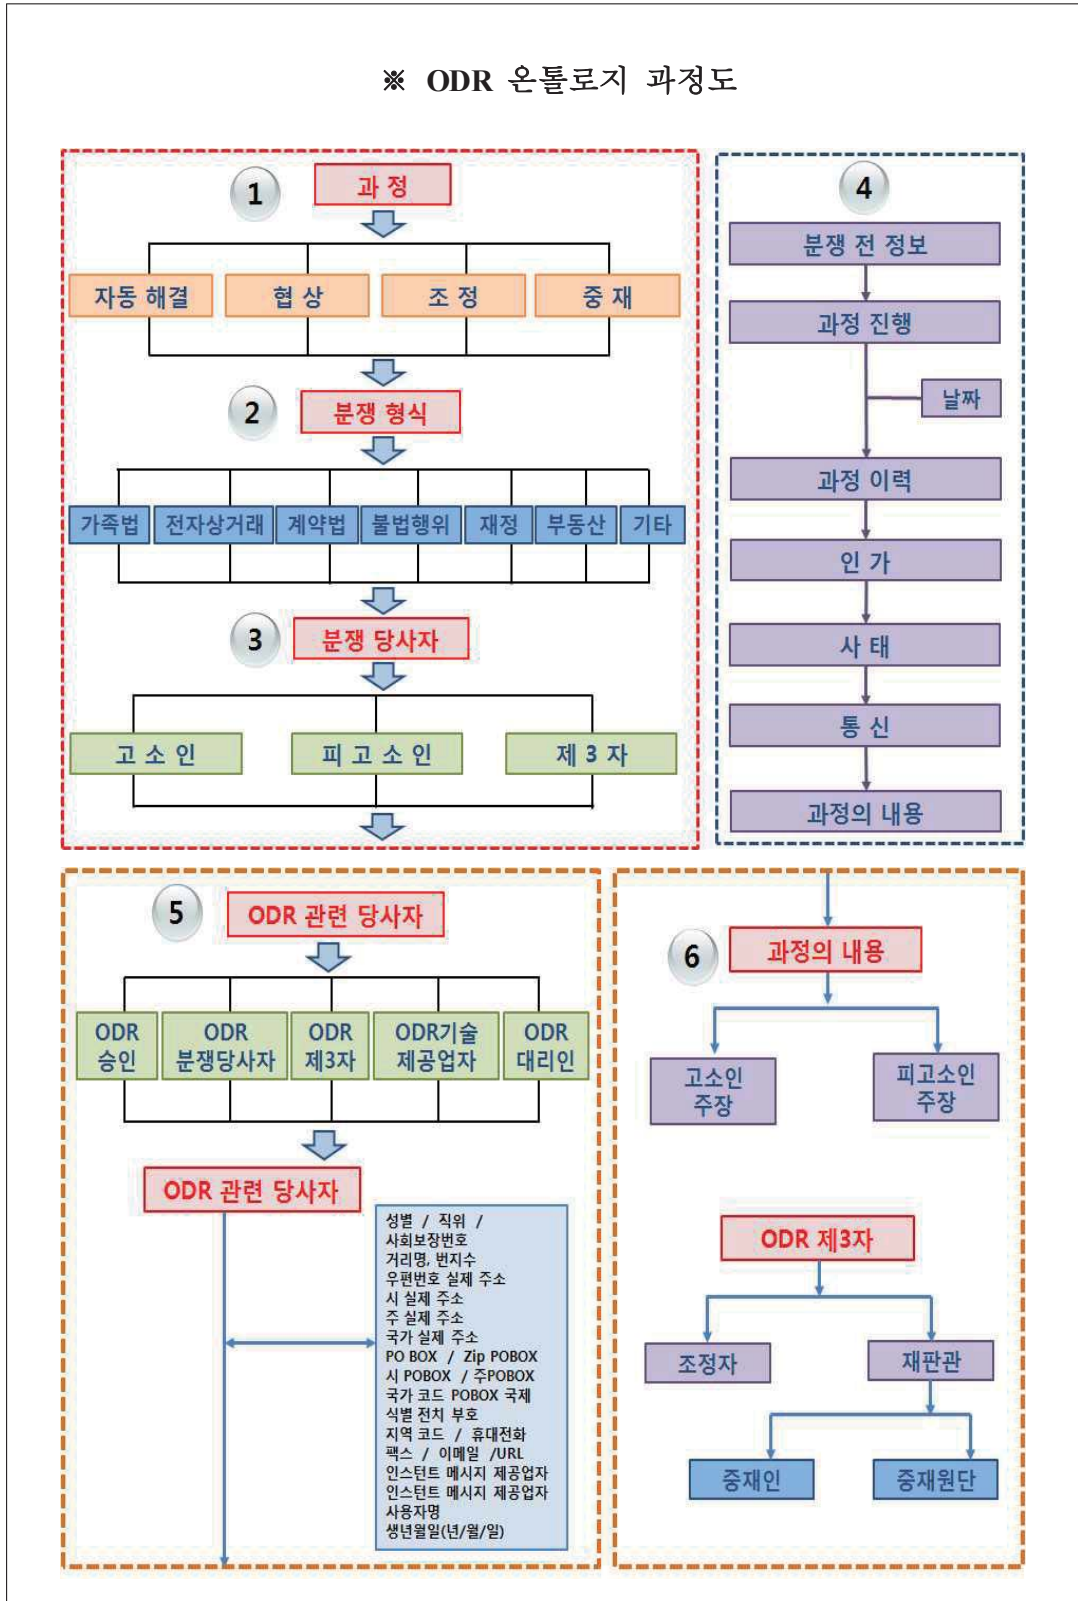 ※ ODR 온톨로지 과정도
1
과 정
자동 해결
협 상
조 정
중 재
2
분쟁 형식
가족법
전자상거래
계약법
불법행위
재정
부동산
기타
3
분쟁 당사자
고 소 인
피 고 소 인
제 3 자
4
분쟁 전 정보
과정 진행
날짜
과정 이력
인 가
사 태
통 신
과정의 내용
5
ODR 관련 당사자
ODR
승인
ODR
분쟁당사자
ODR
제3자
ODR기술
제공업자
ODR
대리인
ODR 관련 당사자
성별 / 직위 /
사회보장번호
거리명, 번지수
우편번호 실제 주소
시 실제 주소
주 실제 주소
국가 실제 주소
PO BOX / Zip POBOX
시 POBOX / 주POBOX
국가 코드 POBOX 국제
식별 전치 부호
지역 코드 / 휴대전화
팩스 / 이메일 /URL
인스턴트 메시지 제공업자
인스턴트 메시지 제공업자
사용자명
생년월일(년/월/일)
6
과정의 내용
고소인
주장
피고소인
주장
ODR 제3자
조정자
재판관
중재인
중재원단